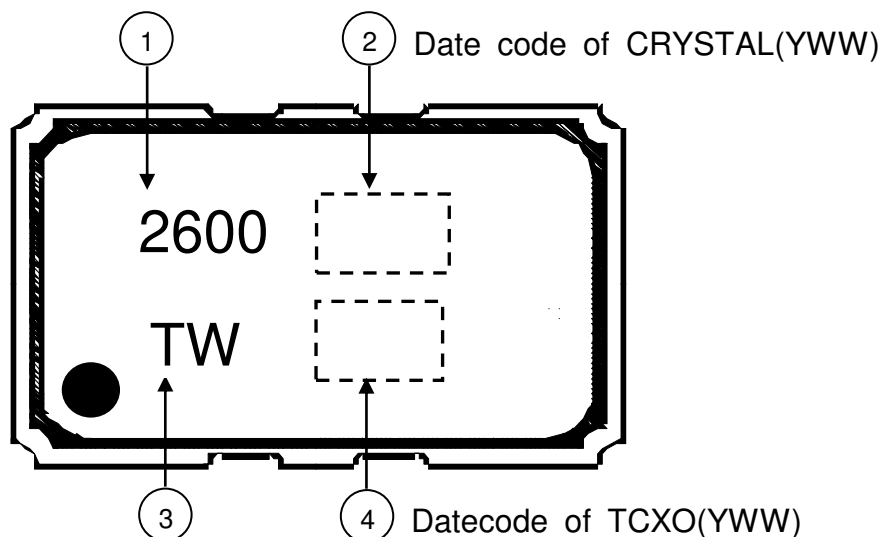 1
2 Date code of CRYSTAL(YWW)
2600
TW
3
4 Datecode of TCXO(YWW)